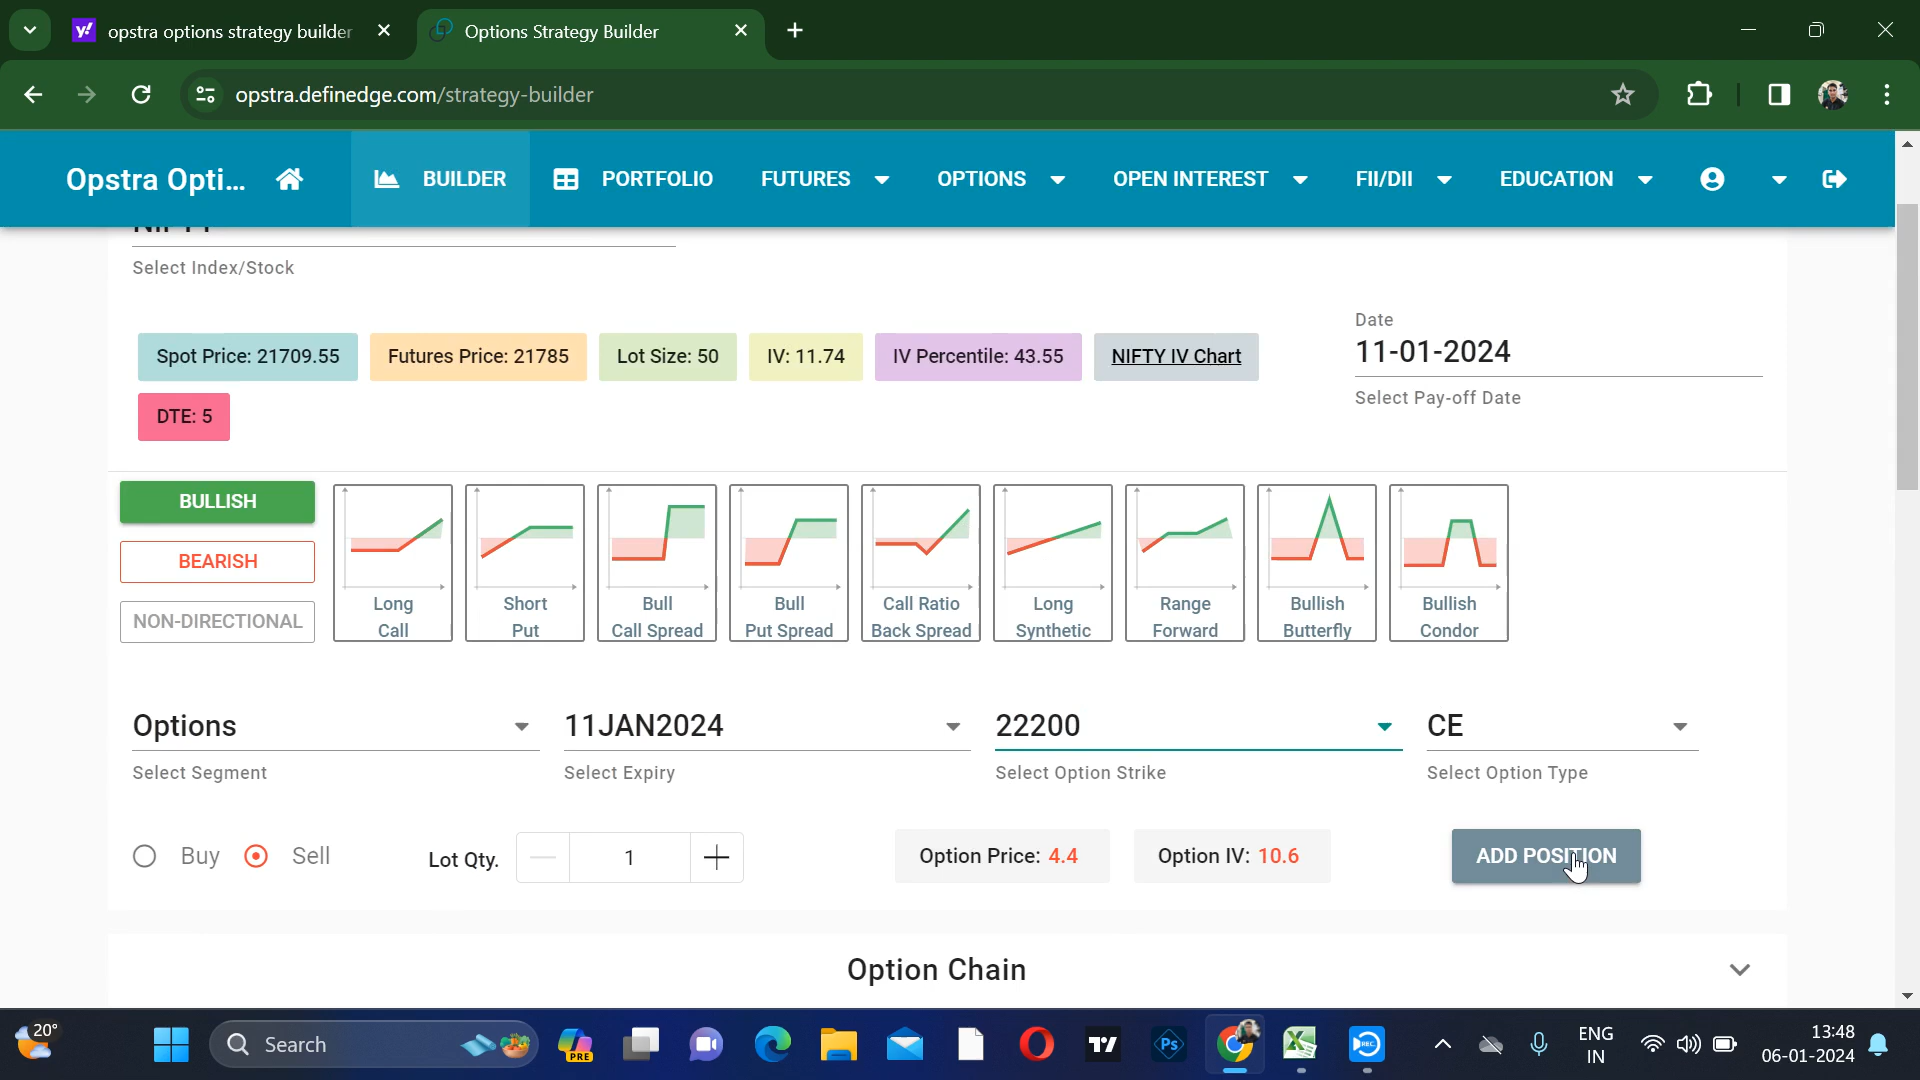 opstra options strategy builder
Options Strategy Builder
opstra.definedge.com/strategy-builder
Opstra Opti...
BUILDER
PORTFOLIO
FUTURES
OPTIONS
OPEN INTEREST
FII/DII
EDUCATION
NIFTY
Select Index/Stock
Spot Price: 21709.55
Futures Price: 21785
Lot Size: 50
IV: 11.74
IV Percentile: 43.55
NIFTY IV Chart
DTE: 5
Date
11-01-2024
Select Pay-off Date
BULLISH
BEARISH
NON-DIRECTIONAL
Long
Call
Short
Put
Bull
Call Spread
Bull
Put Spread
Call Ratio
Back Spread
Long
Synthetic
Range
Forward
Bullish
Butterfly
Bullish
Condor
Options
Select Segment
11JAN2024
Select Expiry
22200
Select Option Strike
CE
Select Option Type
Buy
Sell
Lot Qty.
1
Option Price: 4.4
Option IV: 10.6
ADD POSITION
Option Chain
20°
Search
PRE
Ps
REC
ENG
IN
13:48
06-01-2024